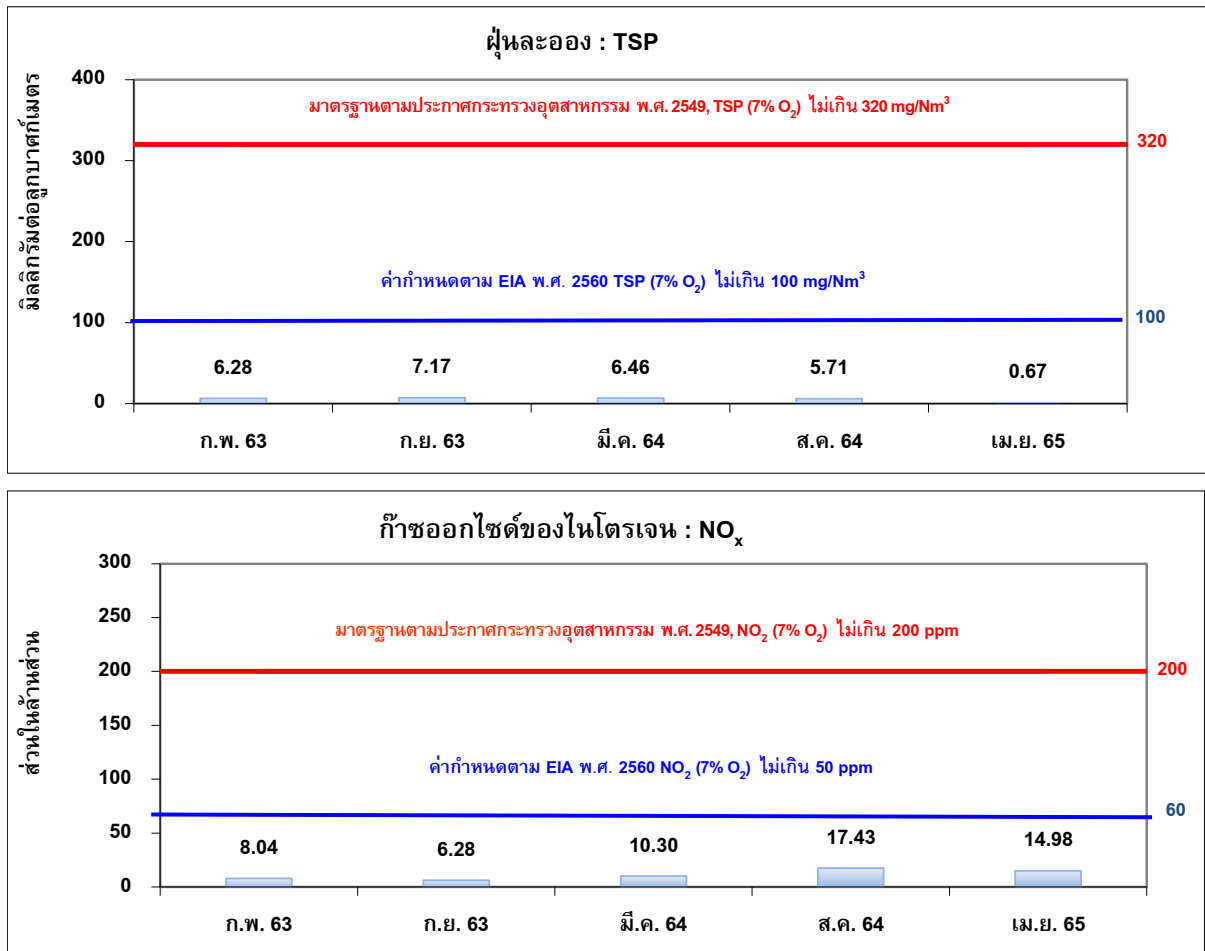 ฝุ่นละออง : TSP
มิลลิกรัมต่อลูกบาศก์เมตร
400
มาตรฐานตามประกาศกระทรวงอุตสาหกรรม พ.ศ. 2549, TSP (7% O₂) ไม่เกิน 320 mg/Nm³
320
300
200
ค่ากำหนดตาม EIA พ.ศ. 2560 TSP (7% O₂) ไม่เกิน 100 mg/Nm³
100
100
6.28 7.17 6.46 5.71 0.67
0
ก.พ. 63 ก.ย. 63 มี.ค. 64 ส.ค. 64 เม.ย. 65
ก๊าซออกไซด์ของไนโตรเจน : NOₓ
ส่วนในล้านส่วน
300
250
มาตรฐานตามประกาศกระทรวงอุตสาหกรรม พ.ศ. 2549, NO₂ (7% O₂) ไม่เกิน 200 ppm
200
200
150
ค่ากำหนดตาม EIA พ.ศ. 2560 NO₂ (7% O₂) ไม่เกิน 50 ppm
100
60
50
8.04 6.28 10.30 17.43 14.98
0
ก.พ. 63 ก.ย. 63 มี.ค. 64 ส.ค. 64 เม.ย. 65